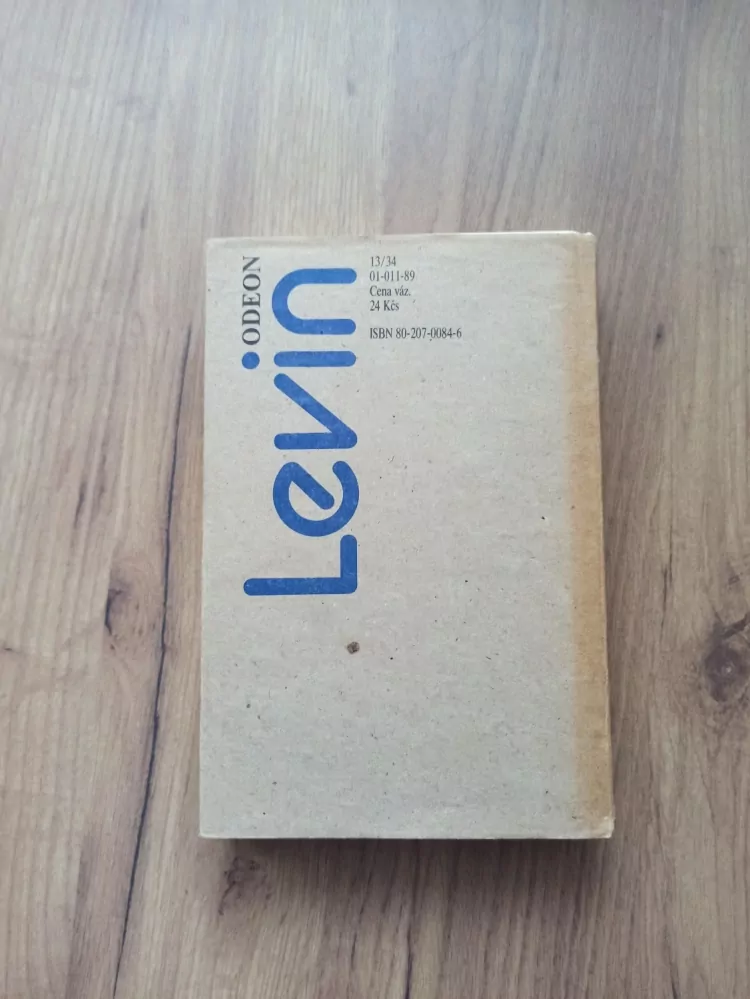 ODEON
Levin
13/34
01-011-89
Cena váz.
24 Kčs
ISBN 80-207-0084-6